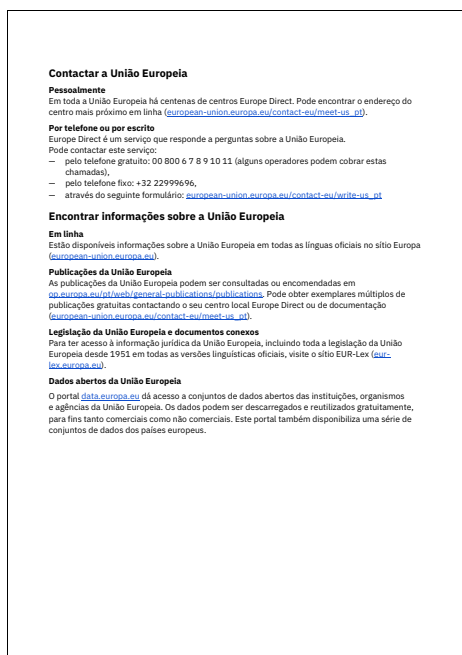 Contactar a União Europeia
Pessoalmente
Em toda a União Europeia há centenas de centros Europe Direct. Pode encontrar o endereço do
centro mais próximo em linha (european-union.europa.eu/contact-eu/meet-us_pt).
Por telefone ou por escrito
Europe Direct é um serviço que responde a perguntas sobre a União Europeia.
Pode contactar este serviço:
— pelo telefone gratuito: 00 800 6 7 8 9 10 11 (alguns operadores podem cobrar estas
chamadas),
— pelo telefone fixo: +32 22999696,
— através do seguinte formulário: european-union.europa.eu/contact-eu/write-us_pt
Encontrar informações sobre a União Europeia
Em linha
Estão disponíveis informações sobre a União Europeia em todas as línguas oficiais no sítio Europa
(european-union.europa.eu).
Publicações da União Europeia
As publicações da União Europeia podem ser consultadas ou encomendadas em
op.europa.eu/pt/web/general-publications/publications. Pode obter exemplares múltiplos de
publicações gratuitas contactando o seu centro local Europe Direct ou de documentação
(european-union.europa.eu/contact-eu/meet-us_pt).
Legislação da União Europeia e documentos conexos
Para ter acesso à informação jurídica da União Europeia, incluindo toda a legislação da União
Europeia desde 1951 em todas as versões linguísticas oficiais, visite o sítio EUR-Lex (eur-
lex.europa.eu).
Dados abertos da União Europeia
O portal data.europa.eu dá acesso a conjuntos de dados abertos das instituições, organismos
e agências da União Europeia. Os dados podem ser descarregados e reutilizados gratuitamente,
para fins tanto comerciais como não comerciais. Este portal também disponibiliza uma série de
conjuntos de dados dos países europeus.